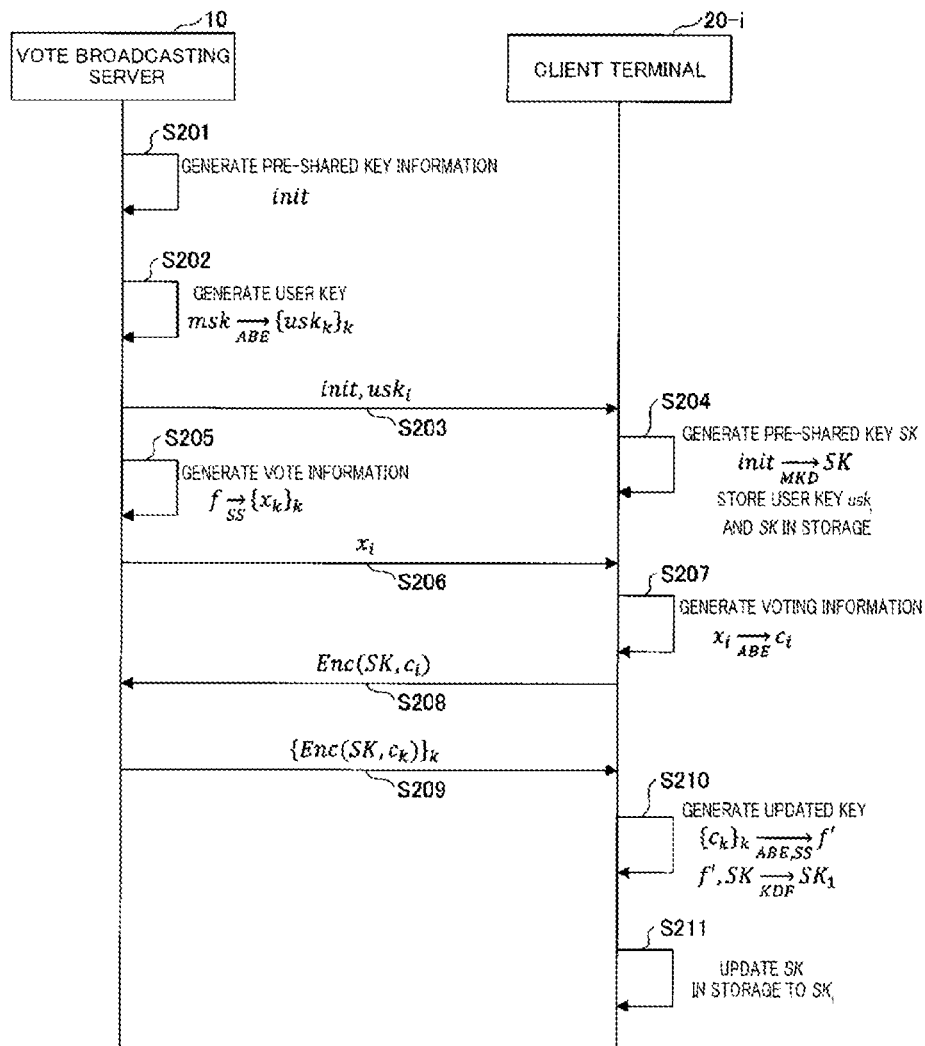 10
20-i
VOTE BROADCASTING
SERVER
CLIENT TERMINAL
S201
GENERATE PRE-SHARED KEY INFORMATION
init
S202
GENERATE USER KEY
msk →ABE {usk_k}_k
init, usk_i
S203
S204
GENERATE PRE-SHARED KEY SK
init →MKD SK
STORE USER KEY usk_i
AND SK IN STORAGE
S205
GENERATE VOTE INFORMATION
f →SS {x_k}_k
x_i
S206
S207
GENERATE VOTING INFORMATION
x_i →ABE c_i
Enc(SK, c_i)
S208
{Enc(SK, c_k)}_k
S209
S210
GENERATE UPDATED KEY
{c_k}_k →ABE,SS f'
f', SK →KDF SK_1
S211
UPDATE SK
IN STORAGE TO SK_1